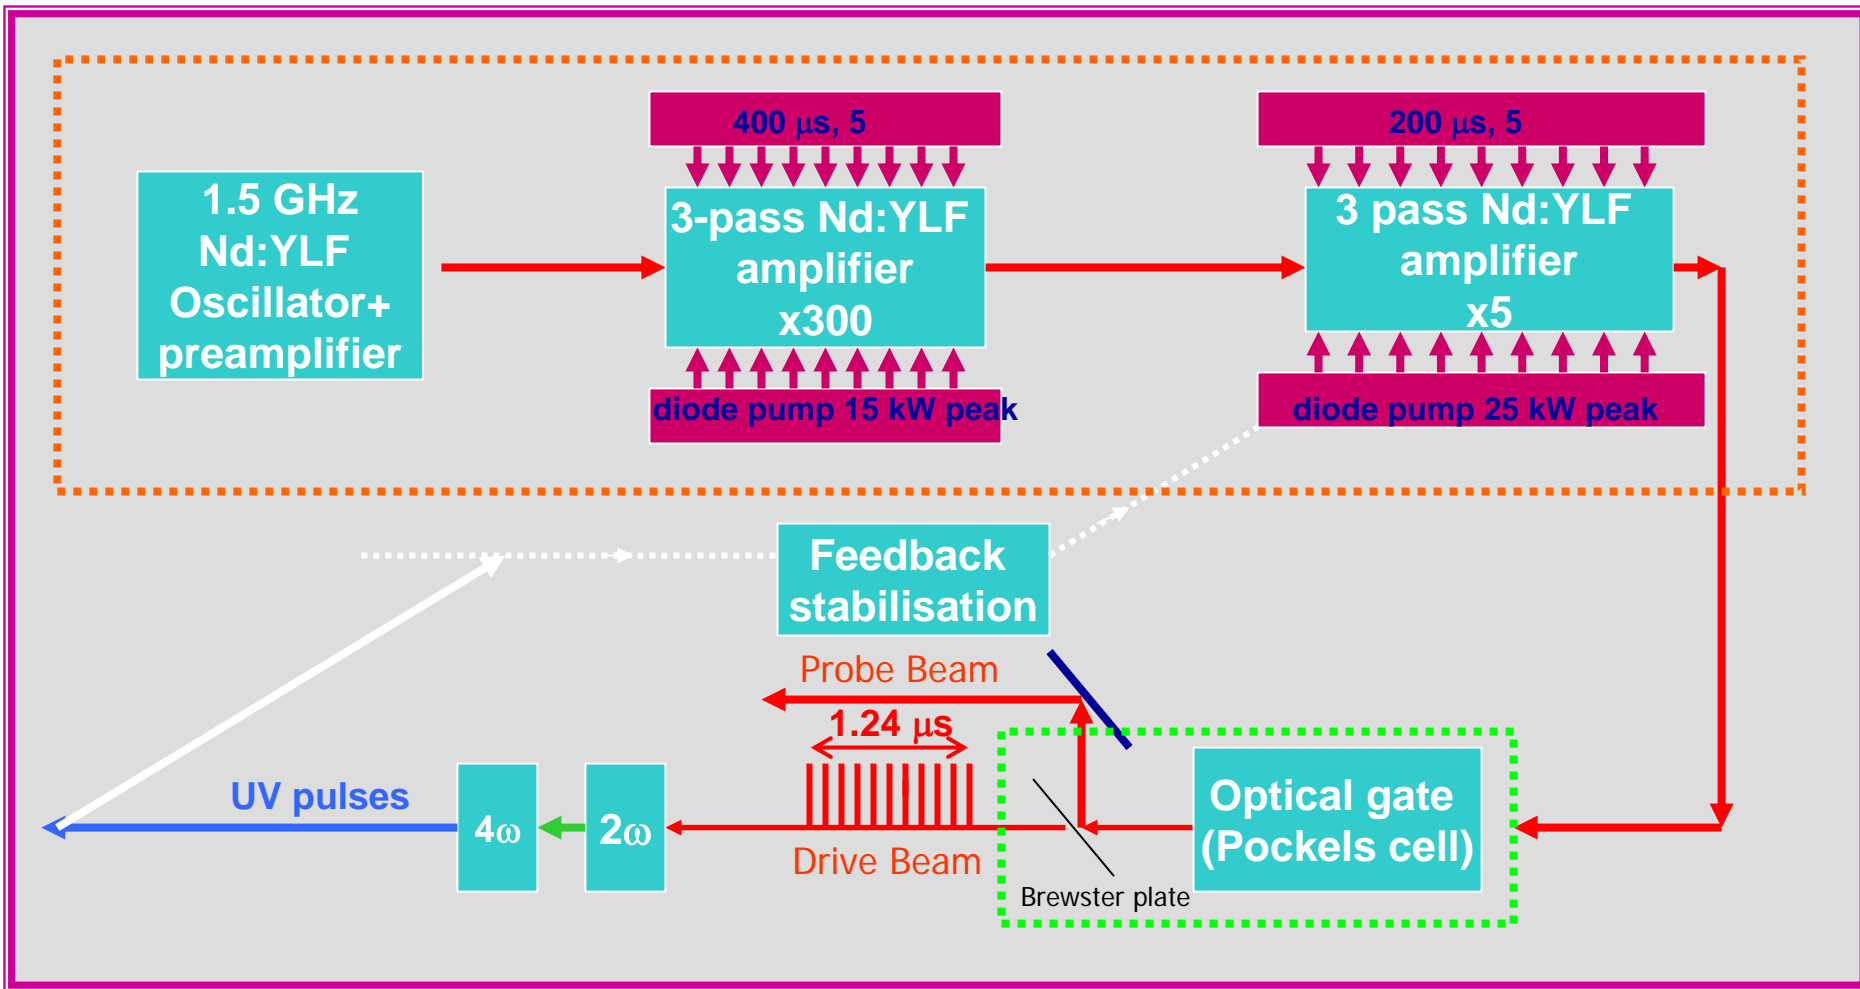 400 μs, 5
200 μs, 5
1.5 GHz
Nd:YLF
Oscillator+
preamplifier
3-pass Nd:YLF
amplifier
x300
3 pass Nd:YLF
amplifier
x5
diode pump 15 kW peak
diode pump 25 kW peak
Feedback
stabilisation
Probe Beam
1.24 μs
UV pulses
4ω
2ω
Drive Beam
Optical gate
(Pockels cell)
Brewster plate